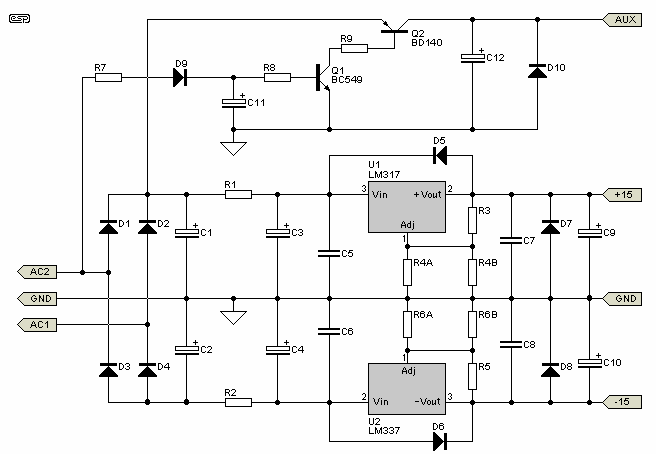 esp
AUX
Q2
BD140
R9
R7
D9
R8
Q1
BC549
C12
D10
C11
D5
U1
LM317
R1
3
Vin
+Vout
2
+15
Adj
1
D1
D2
C1
C3
C5
R3
R4A
R4B
C7
D7
C9
AC2
GND
GND
AC1
C6
R6A
R6B
C8
D3
D4
C2
C4
1
Adj
R5
D8
C10
R2
2
Vin
−Vout
3
-15
U2
LM337
D6